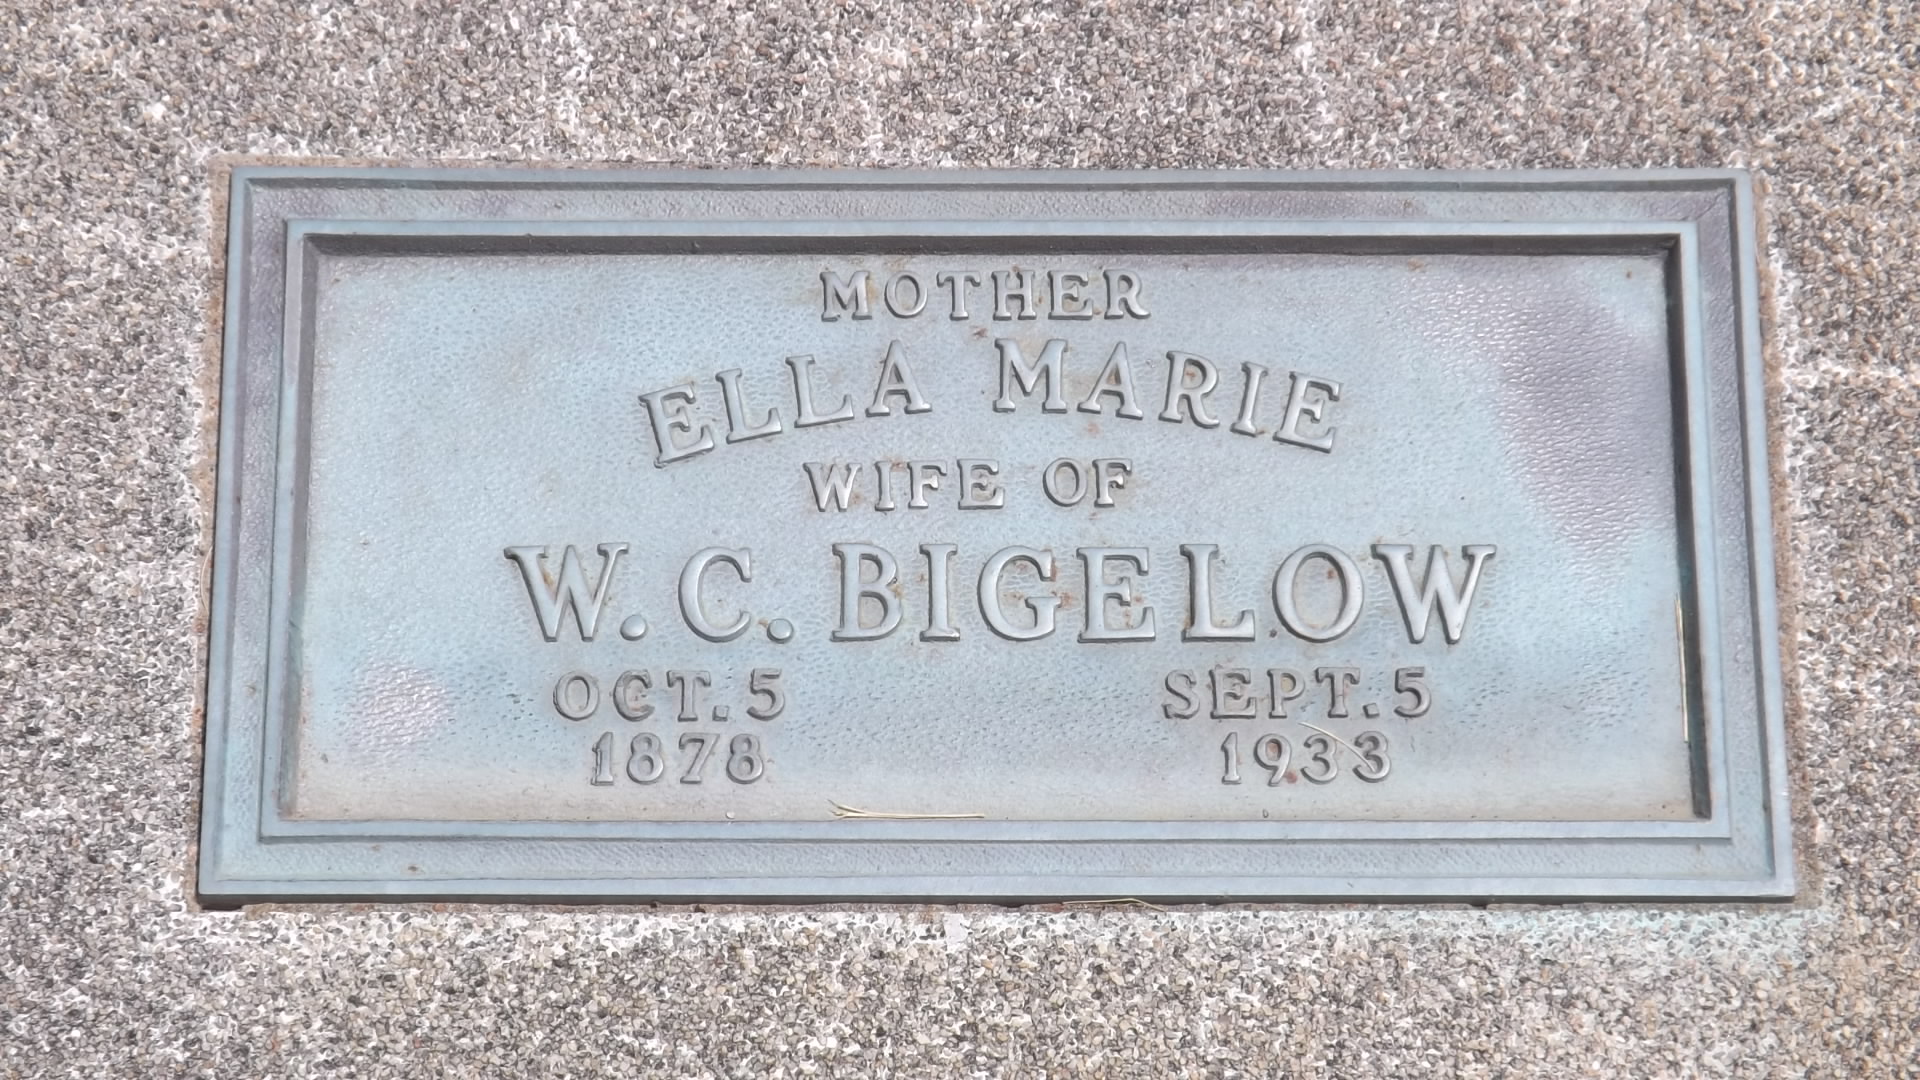 MOTHER
ELLA MARIE
WIFE OF
W. C. BIGELOW
OCT. 5 SEPT. 5
1878 1933